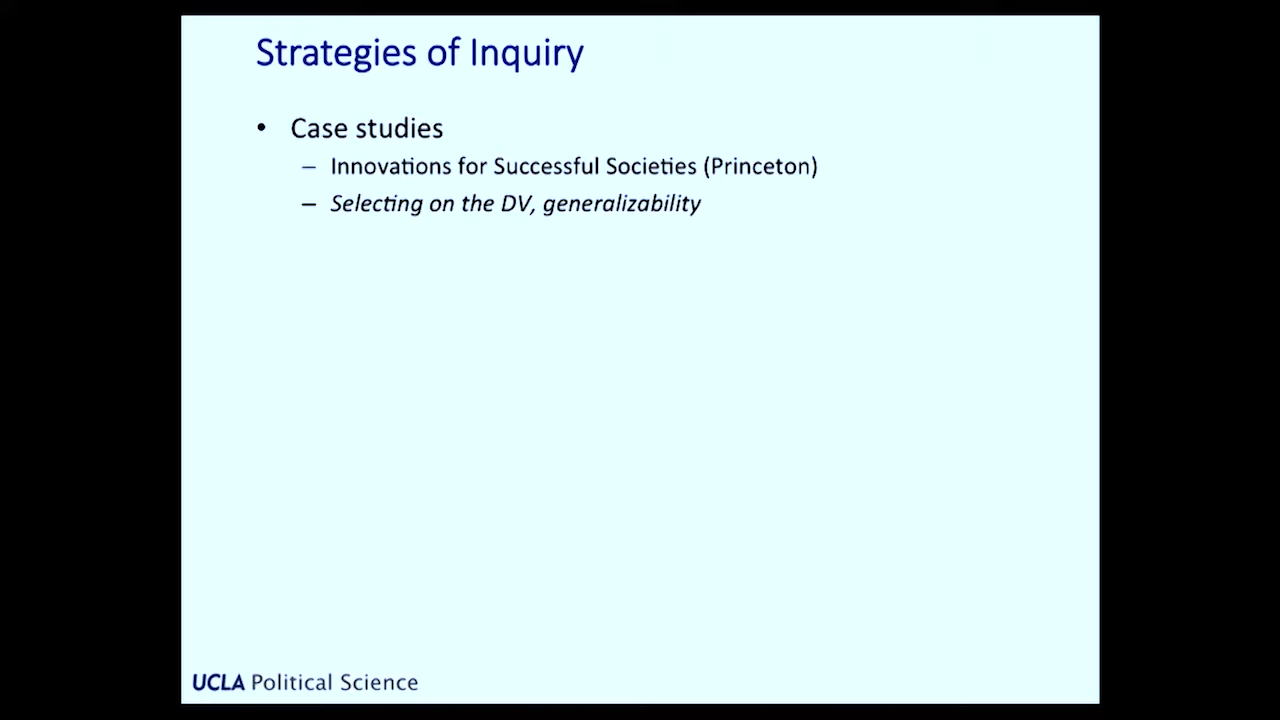 Strategies of Inquiry
• Case studies
– Innovations for Successful Societies (Princeton)
– Selecting on the DV, generalizability
UCLA Political Science